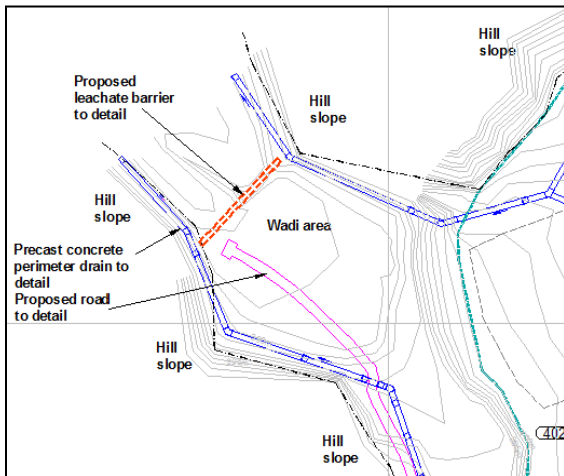 Hill
slope
Proposed
leachate barrier
to detail
Hill
slope
Hill
slope
Wadi area
Precast concrete
perimeter drain to
detail
Proposed road
to detail
Hill
slope
Hill
slope
402